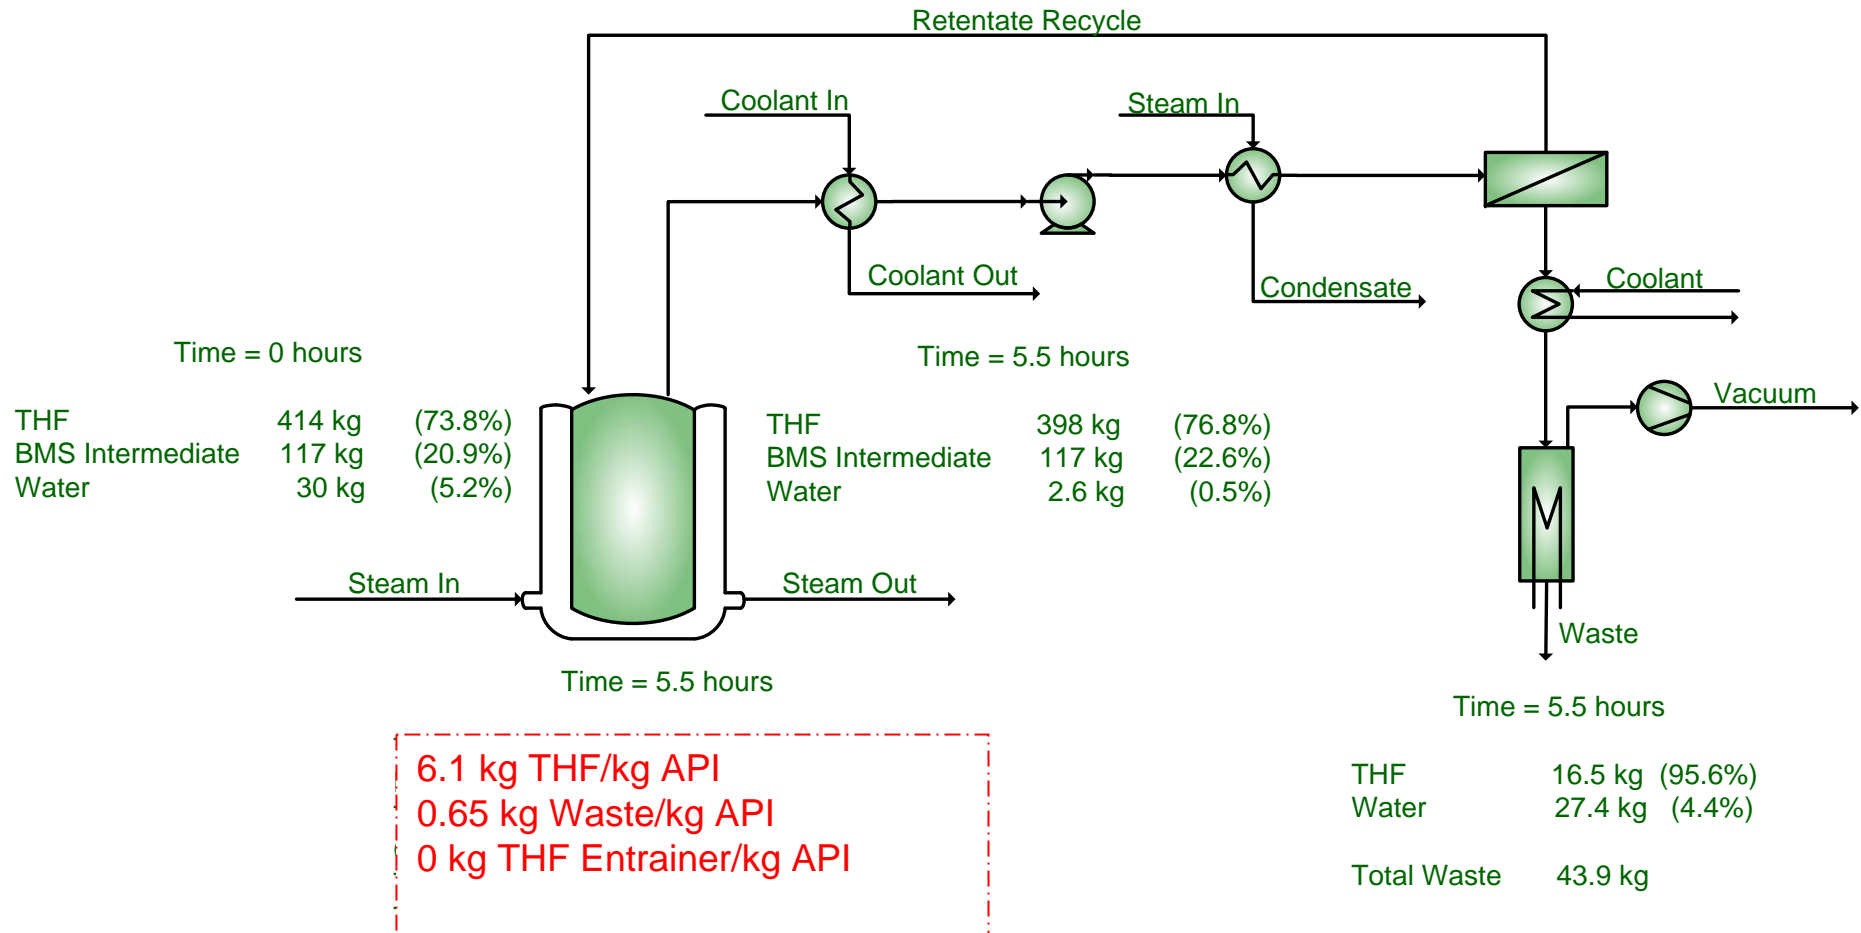 Retentate Recycle
Coolant In
Steam In
Coolant Out
Condensate
Coolant
Time = 0 hours
Time = 5.5 hours
THF 414 kg (73.8%)
BMS Intermediate 117 kg (20.9%)
Water 30 kg (5.2%)
THF 398 kg (76.8%)
BMS Intermediate 117 kg (22.6%)
Water 2.6 kg (0.5%)
Vacuum
Steam In
Steam Out
Waste
Time = 5.5 hours
Time = 5.5 hours
6.1 kg THF/kg API
0.65 kg Waste/kg API
0 kg THF Entrainer/kg API
THF 16.5 kg (95.6%)
Water 27.4 kg (4.4%)
Total Waste 43.9 kg